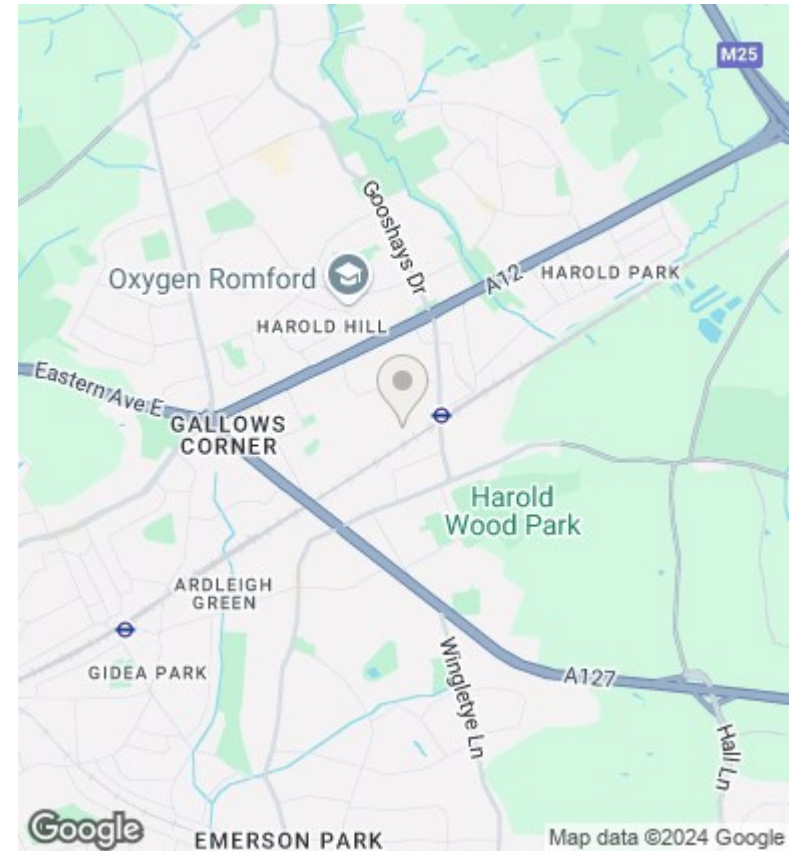 M25
Gooshays Dr
A12
HAROLD PARK
Oxygen Romford
HAROLD HILL
Eastern Ave E
GALLOWS
CORNER
Harold
Wood Park
ARDLEIGH
GREEN
GIDEA PARK
Wingletye Ln
A127
Hall Ln
EMERSON PARK
Google
Map data ©2024 Google